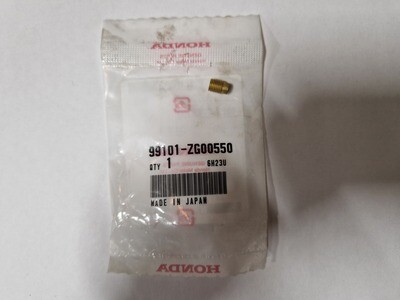 HONDA
99101-ZG00550
QTY 1 6H23U
MADE IN JAPAN
HONDA